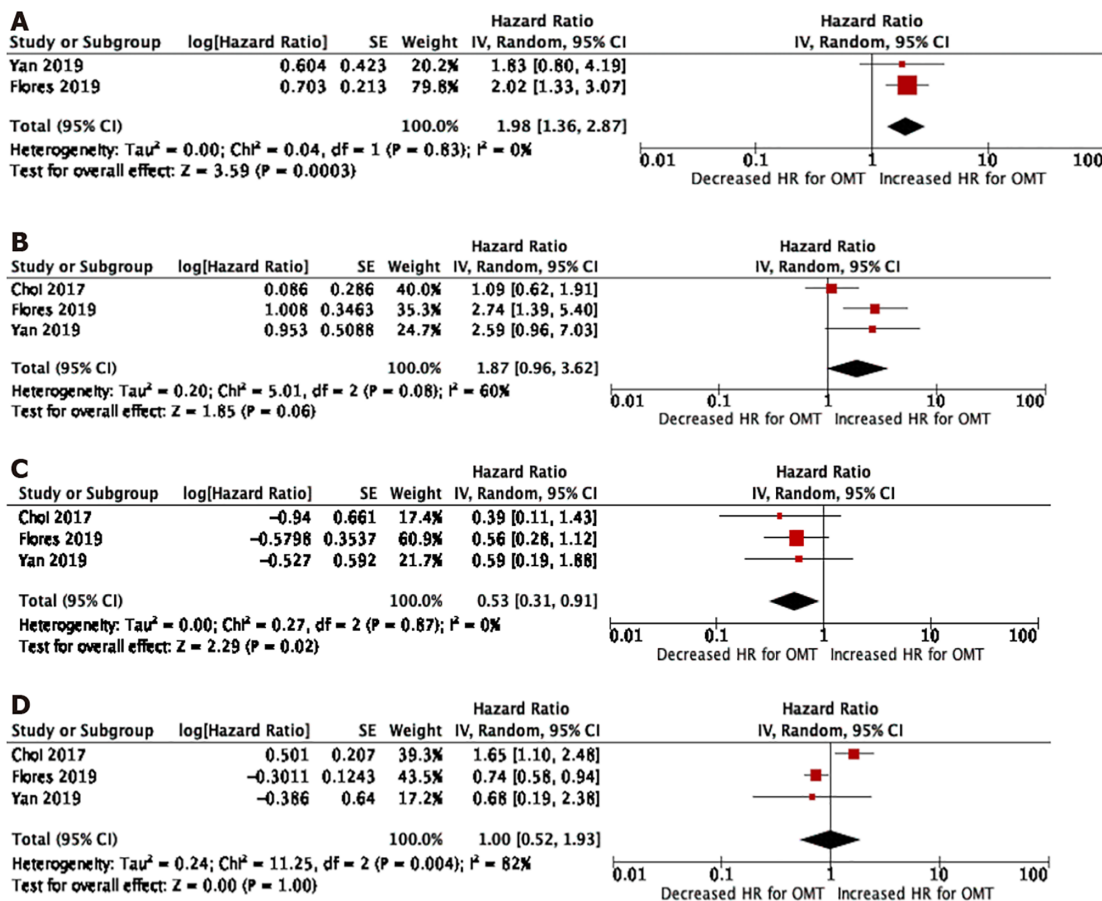 A
Hazard Ratio Hazard Ratio
Study or Subgroup log[Hazard Ratio] SE Weight IV, Random, 95% CI IV, Random, 95% CI
Yan 2019 0.604 0.423 20.2% 1.83 [0.80, 4.19]
Flores 2019 0.703 0.213 79.8% 2.02 [1.33, 3.07]
Total (95% CI) 100.0% 1.98 [1.36, 2.87]
Heterogeneity: Tau² = 0.00; Chi² = 0.04, df = 1 (P = 0.83); I² = 0%
Test for overall effect: Z = 3.59 (P = 0.0003)
0.01 0.1 1 10 100
Decreased HR for OMT Increased HR for OMT
B
Hazard Ratio Hazard Ratio
Study or Subgroup log[Hazard Ratio] SE Weight IV, Random, 95% CI IV, Random, 95% CI
Choi 2017 0.086 0.286 40.0% 1.09 [0.62, 1.91]
Flores 2019 1.008 0.3463 35.3% 2.74 [1.39, 5.40]
Yan 2019 0.953 0.5088 24.7% 2.59 [0.96, 7.03]
Total (95% CI) 100.0% 1.87 [0.96, 3.62]
Heterogeneity: Tau² = 0.20; Chi² = 5.01, df = 2 (P = 0.08); I² = 60%
Test for overall effect: Z = 1.85 (P = 0.06)
0.01 0.1 1 10 100
Decreased HR for OMT Increased HR for OMT
C
Hazard Ratio Hazard Ratio
Study or Subgroup log[Hazard Ratio] SE Weight IV, Random, 95% CI IV, Random, 95% CI
Choi 2017 −0.94 0.661 17.4% 0.39 [0.11, 1.43]
Flores 2019 −0.5798 0.3537 60.9% 0.56 [0.28, 1.12]
Yan 2019 −0.527 0.592 21.7% 0.59 [0.19, 1.88]
Total (95% CI) 100.0% 0.53 [0.31, 0.91]
Heterogeneity: Tau² = 0.00; Chi² = 0.27, df = 2 (P = 0.87); I² = 0%
Test for overall effect: Z = 2.29 (P = 0.02)
0.01 0.1 1 10 100
Decreased HR for OMT Increased HR for OMT
D
Hazard Ratio Hazard Ratio
Study or Subgroup log[Hazard Ratio] SE Weight IV, Random, 95% CI IV, Random, 95% CI
Choi 2017 0.501 0.207 39.3% 1.65 [1.10, 2.48]
Flores 2019 −0.3011 0.1243 43.5% 0.74 [0.58, 0.94]
Yan 2019 −0.386 0.64 17.2% 0.68 [0.19, 2.38]
Total (95% CI) 100.0% 1.00 [0.52, 1.93]
Heterogeneity: Tau² = 0.24; Chi² = 11.25, df = 2 (P = 0.004); I² = 82%
Test for overall effect: Z = 0.00 (P = 1.00)
0.01 0.1 1 10 100
Decreased HR for OMT Increased HR for OMT